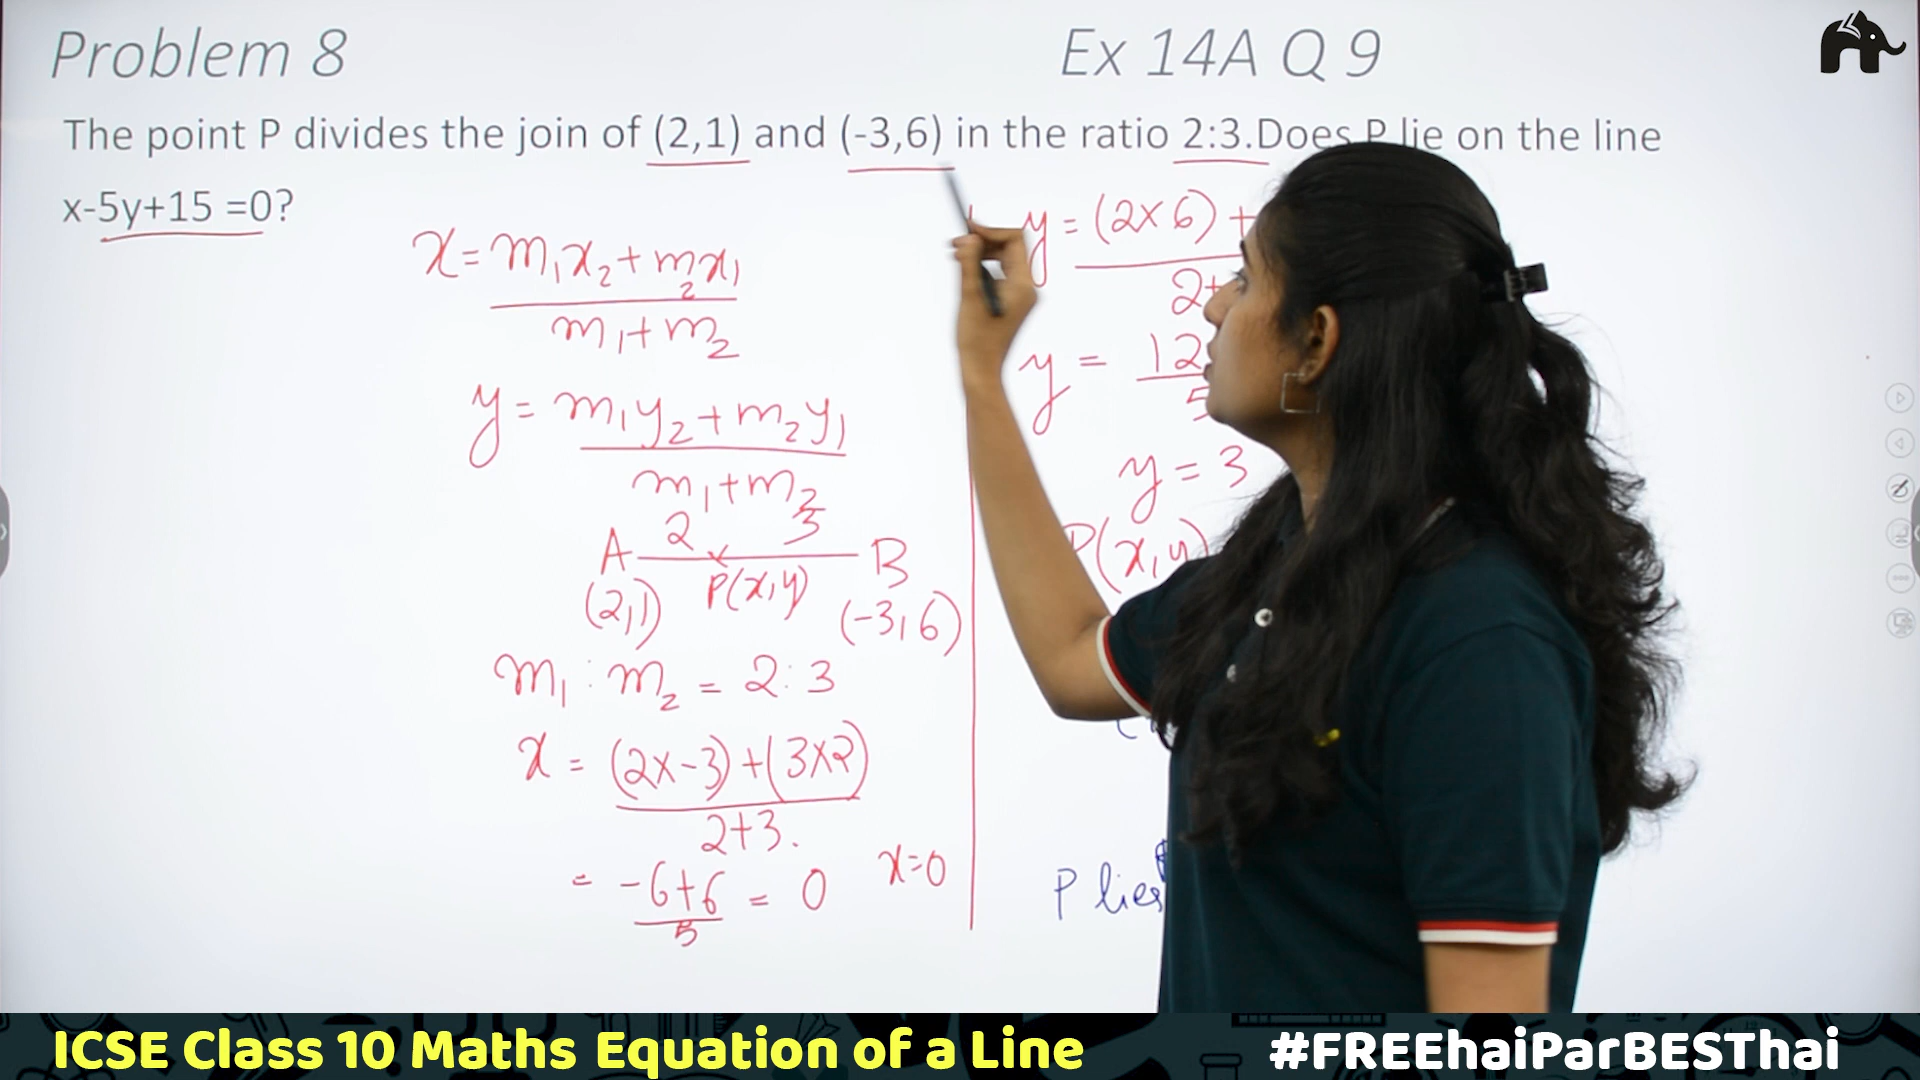 Problem 8
Ex 14A Q 9
The point P divides the join of (2,1) and (-3,6) in the ratio 2:3.Does P lie on the line
x-5y+15 =0?
x = m₁x₂ + m₂x₁
m₁ + m₂
y = m₁y₂ + m₂y₁
m₁ + m₂
2 3
A B
P(x,y)
(2,1) (-3,6)
m₁ : m₂ = 2:3
x = (2x-3)+(3x2)
2+3.
= -6+6 = 0 x=0
5
y = (2x6) +
2+
y = 12
5
y = 3
P(x,y)
P lies
ICSE Class 10 Maths Equation of a Line
#FREEhaiParBESThai